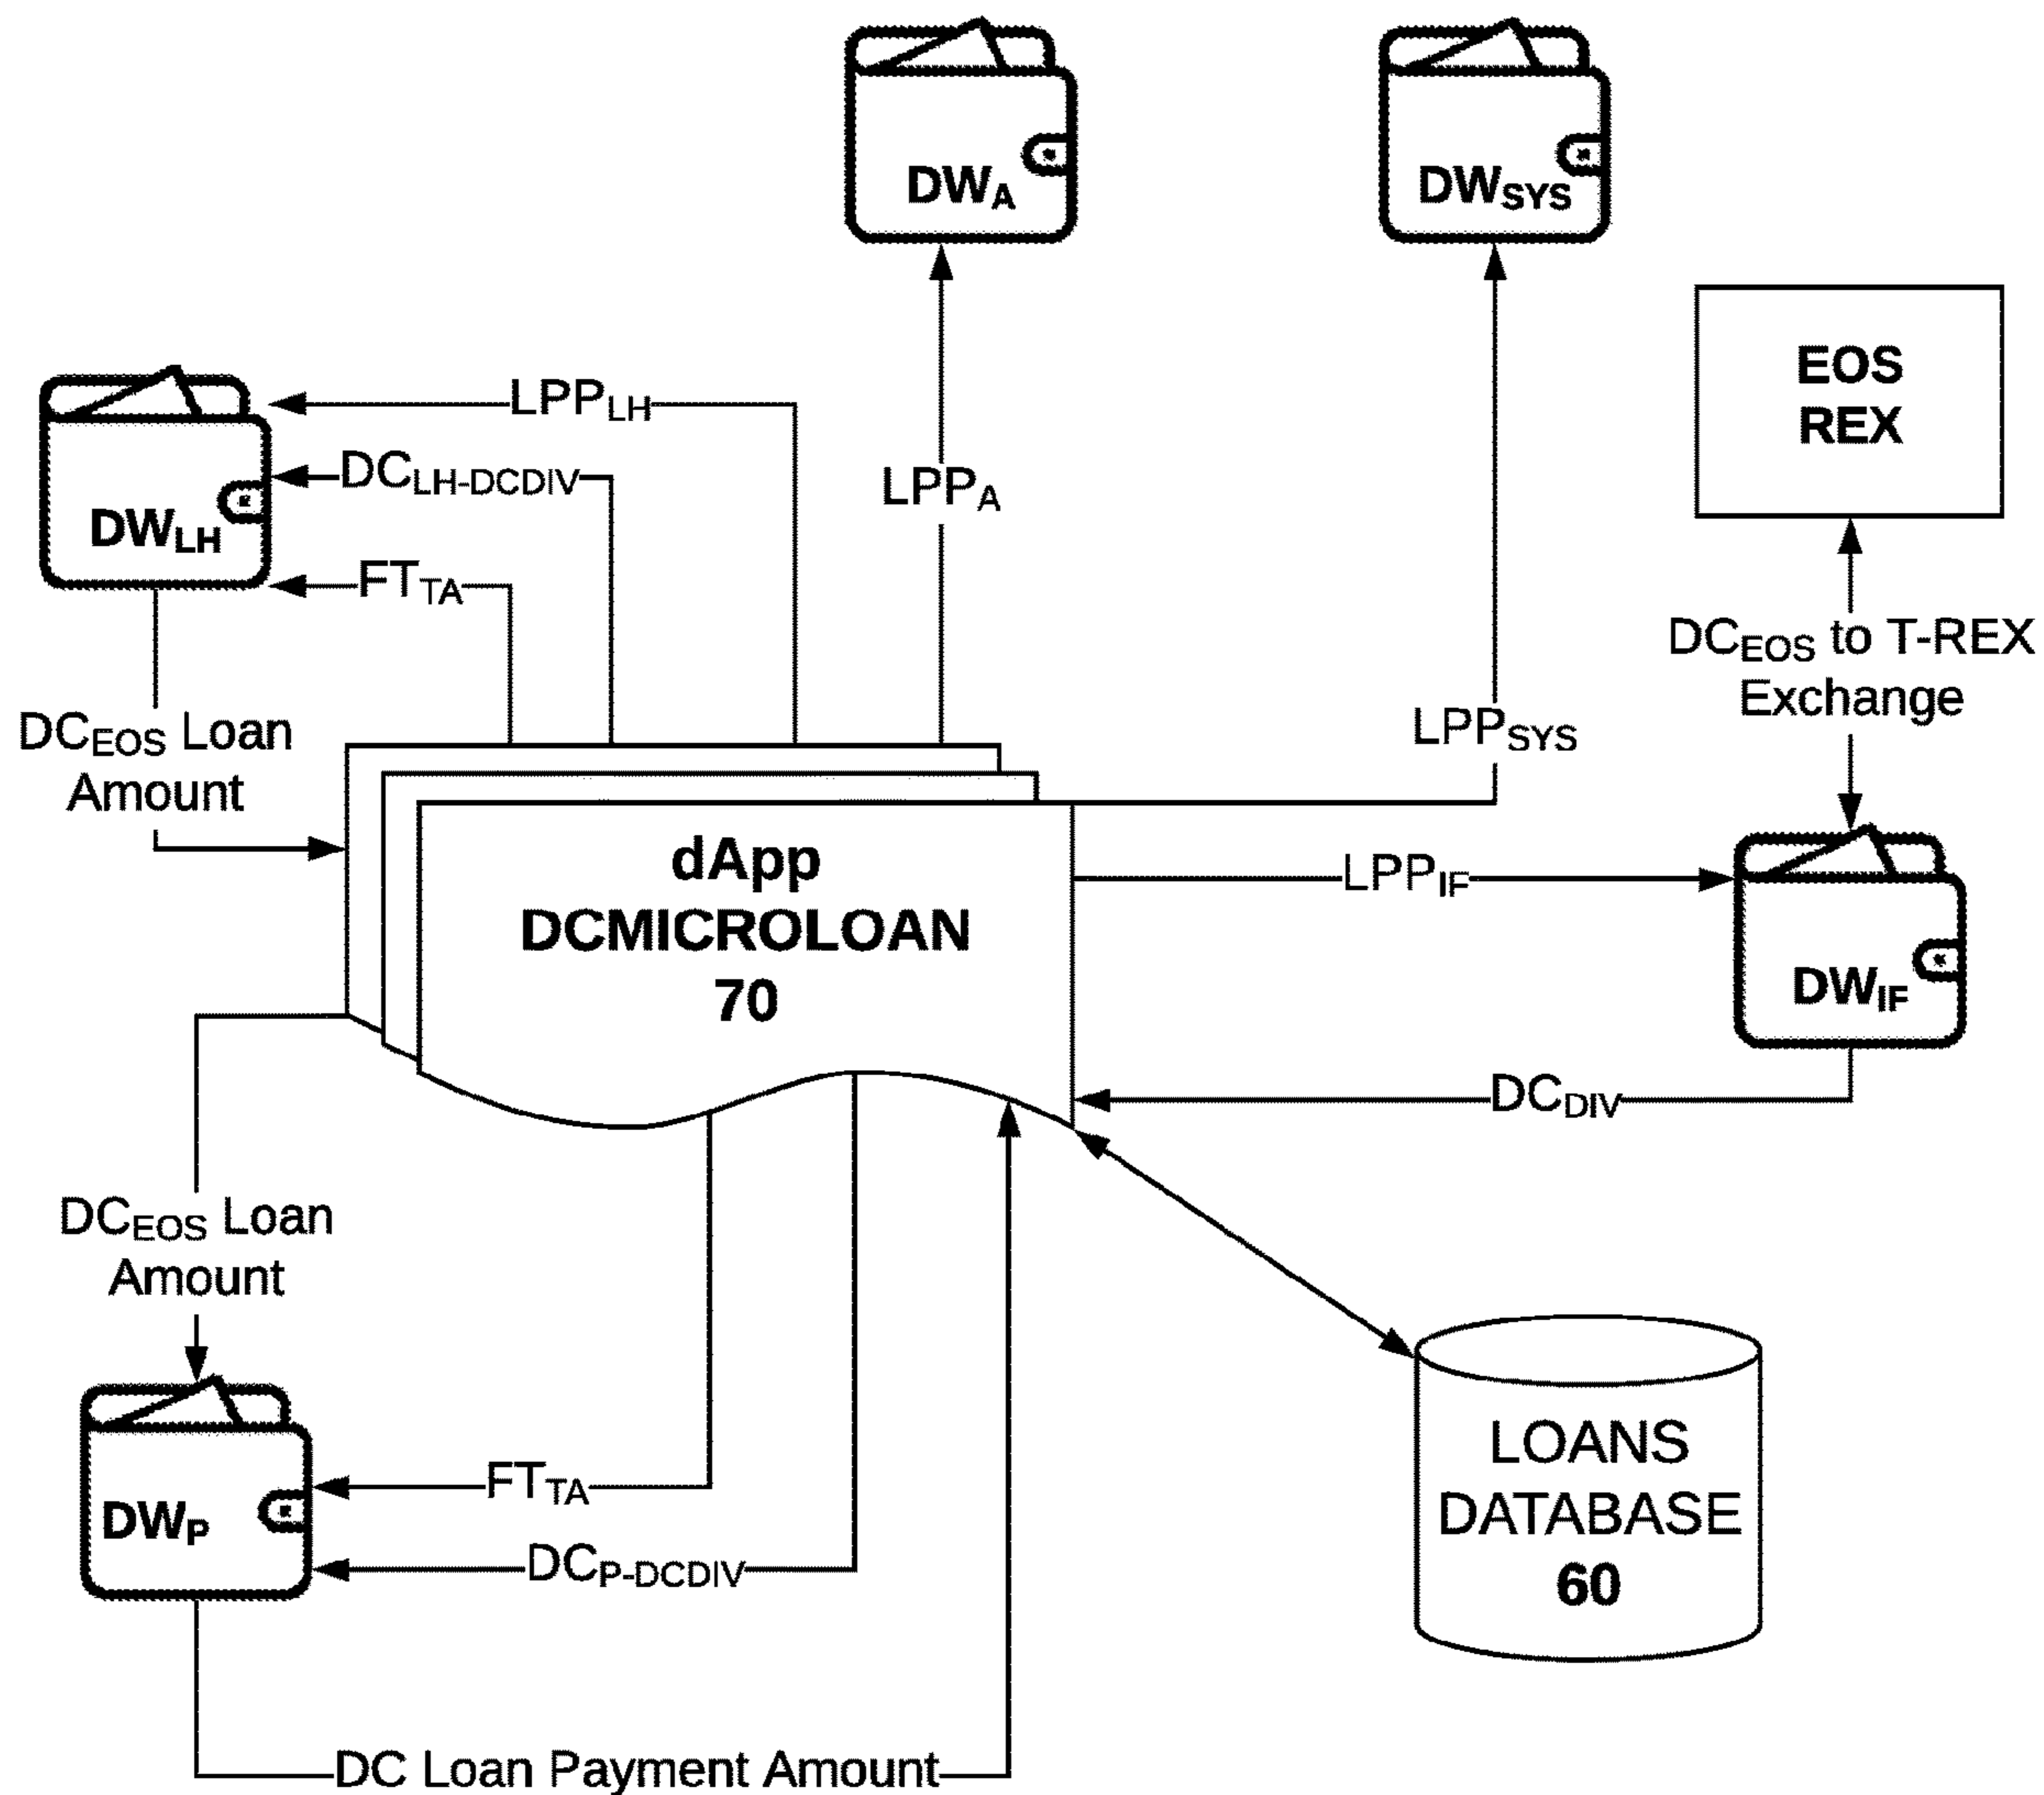 DWA
DWSYS
EOS
REX
LPPLH
DCLH-DCDIV
LPPA
DWLH
FTTA
DCEOS to T-REX
Exchange
DCEOS Loan
Amount
LPPSYS
dApp
DCMICROLOAN
70
LPPIF
DWIF
DCDIV
DCEOS Loan
Amount
LOANS
DATABASE
60
FTTA
DWP
DCP-DCDIV
DC Loan Payment Amount